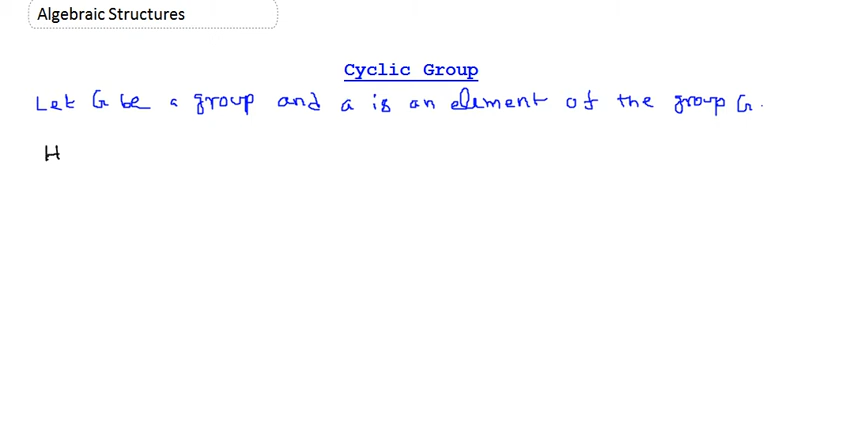 Algebraic Structures
Cyclic Group
Let G be a group and a is an element of the group G.
H